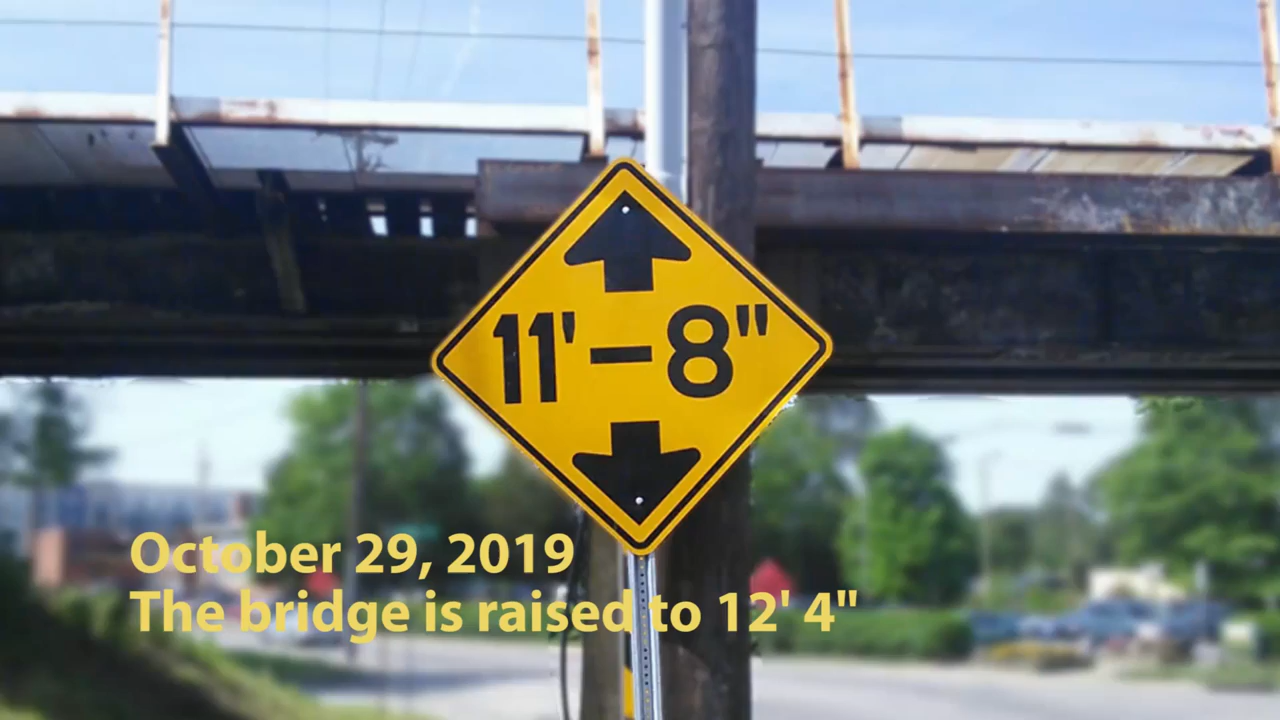 11'-8"
October 29, 2019
The bridge is raised to 12' 4"